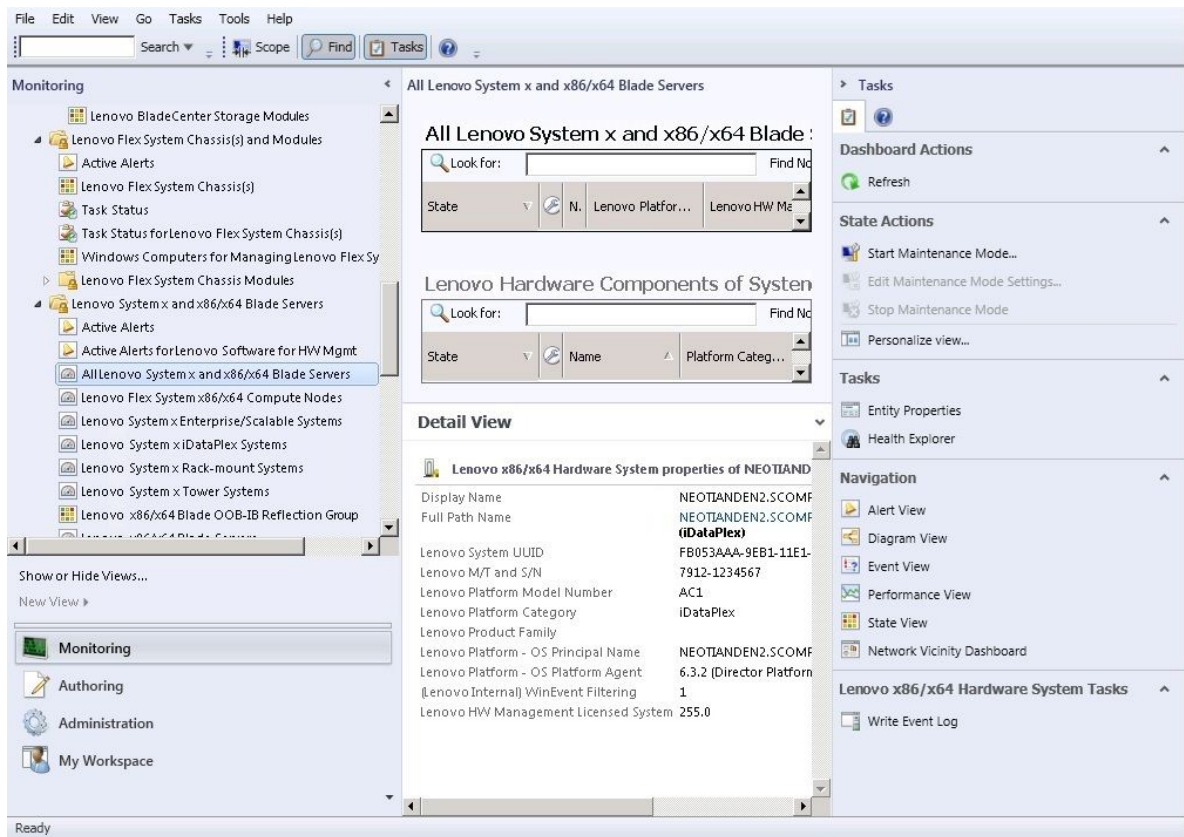 File Edit View Go Tasks Tools Help
Search Scope Find Tasks
Monitoring
Lenovo BladeCenter Storage Modules
Lenovo Flex System Chassis(s) and Modules
Active Alerts
Lenovo Flex System Chassis(s)
Task Status
Task Status for Lenovo Flex System Chassis(s)
Windows Computers for Managing Lenovo Flex Sy
Lenovo Flex System Chassis Modules
Lenovo System x and x86/x64 Blade Servers
Active Alerts
Active Alerts for Lenovo Software for HW Mgmt
All Lenovo System x and x86/x64 Blade Servers
Lenovo Flex System x86/x64 Compute Nodes
Lenovo System x Enterprise/Scalable Systems
Lenovo System x iDataPlex Systems
Lenovo System x Rack-mount Systems
Lenovo System x Tower Systems
Lenovo x86/x64 Blade OOB-IB Reflection Group
Show or Hide Views...
New View
Monitoring
Authoring
Administration
My Workspace
All Lenovo System x and x86/x64 Blade Servers
All Lenovo System x and x86/x64 Blade
Look for: Find No
State N. Lenovo Platfor... Lenovo HW Ma
Lenovo Hardware Components of System
Look for: Find No
State Name Platform Categ...
Detail View
Lenovo x86/x64 Hardware System properties of NEOTIAND
Display Name NEOTIANDEN2.SCOMF
Full Path Name NEOTIANDEN2.SCOMF
(iDataPlex)
Lenovo System UUID FB053AAA-9EB1-11E1-
Lenovo M/T and S/N 7912-1234567
Lenovo Platform Model Number AC1
Lenovo Platform Category iDataPlex
Lenovo Product Family
Lenovo Platform - OS Principal Name NEOTIANDEN2.SCOMF
Lenovo Platform - OS Platform Agent 6.3.2 (Director Platform
(Lenovo Internal) WinEvent Filtering 1
Lenovo HW Management Licensed System 255.0
Tasks
Dashboard Actions
Refresh
State Actions
Start Maintenance Mode...
Edit Maintenance Mode Settings...
Stop Maintenance Mode
Personalize view...
Tasks
Entity Properties
Health Explorer
Navigation
Alert View
Diagram View
Event View
Performance View
State View
Network Vicinity Dashboard
Lenovo x86/x64 Hardware System Tasks
Write Event Log
Ready